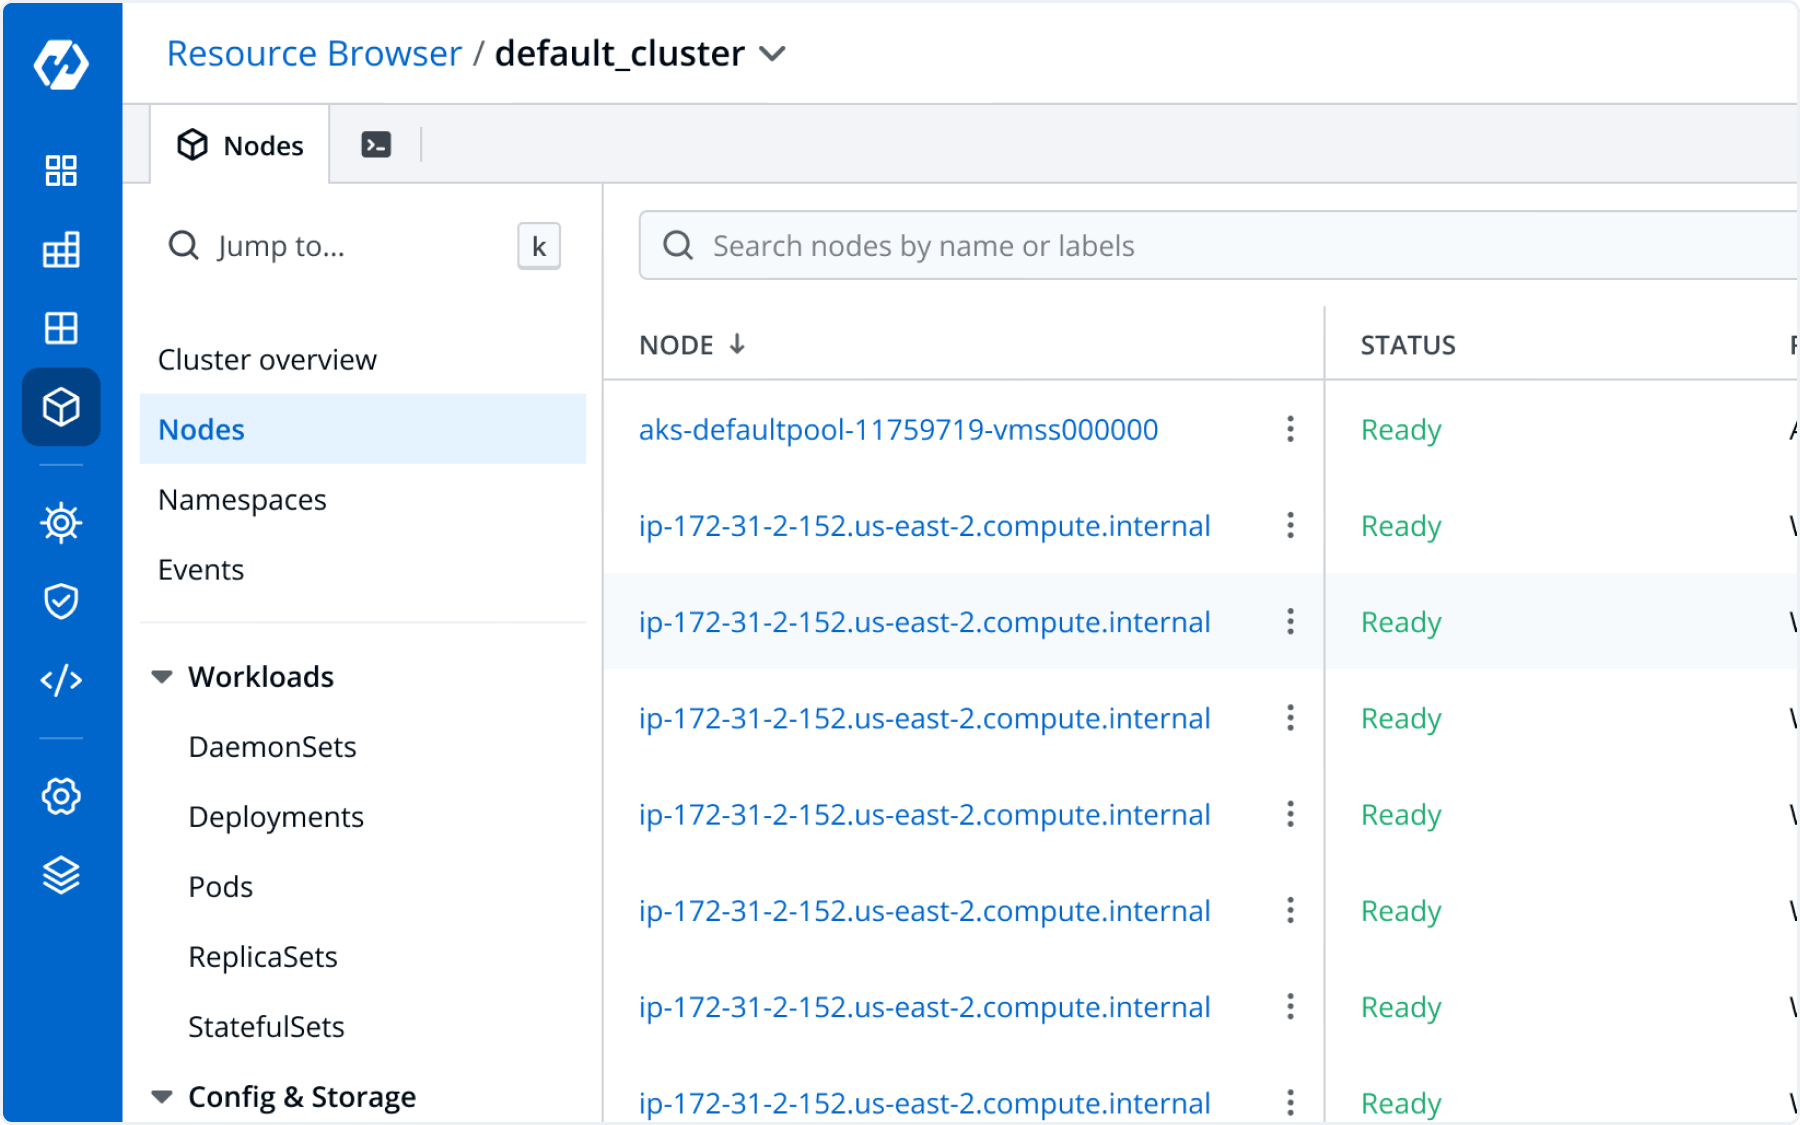 Resource Browser / default_cluster
Nodes
Jump to...
k
Search nodes by name or labels
Cluster overview
Nodes
Namespaces
Events
Workloads
DaemonSets
Deployments
Pods
ReplicaSets
StatefulSets
Config & Storage
NODE STATUS
aks-defaultpool-11759719-vmss000000 Ready
ip-172-31-2-152.us-east-2.compute.internal Ready
ip-172-31-2-152.us-east-2.compute.internal Ready
ip-172-31-2-152.us-east-2.compute.internal Ready
ip-172-31-2-152.us-east-2.compute.internal Ready
ip-172-31-2-152.us-east-2.compute.internal Ready
ip-172-31-2-152.us-east-2.compute.internal Ready
ip-172-31-2-152.us-east-2.compute.internal Ready